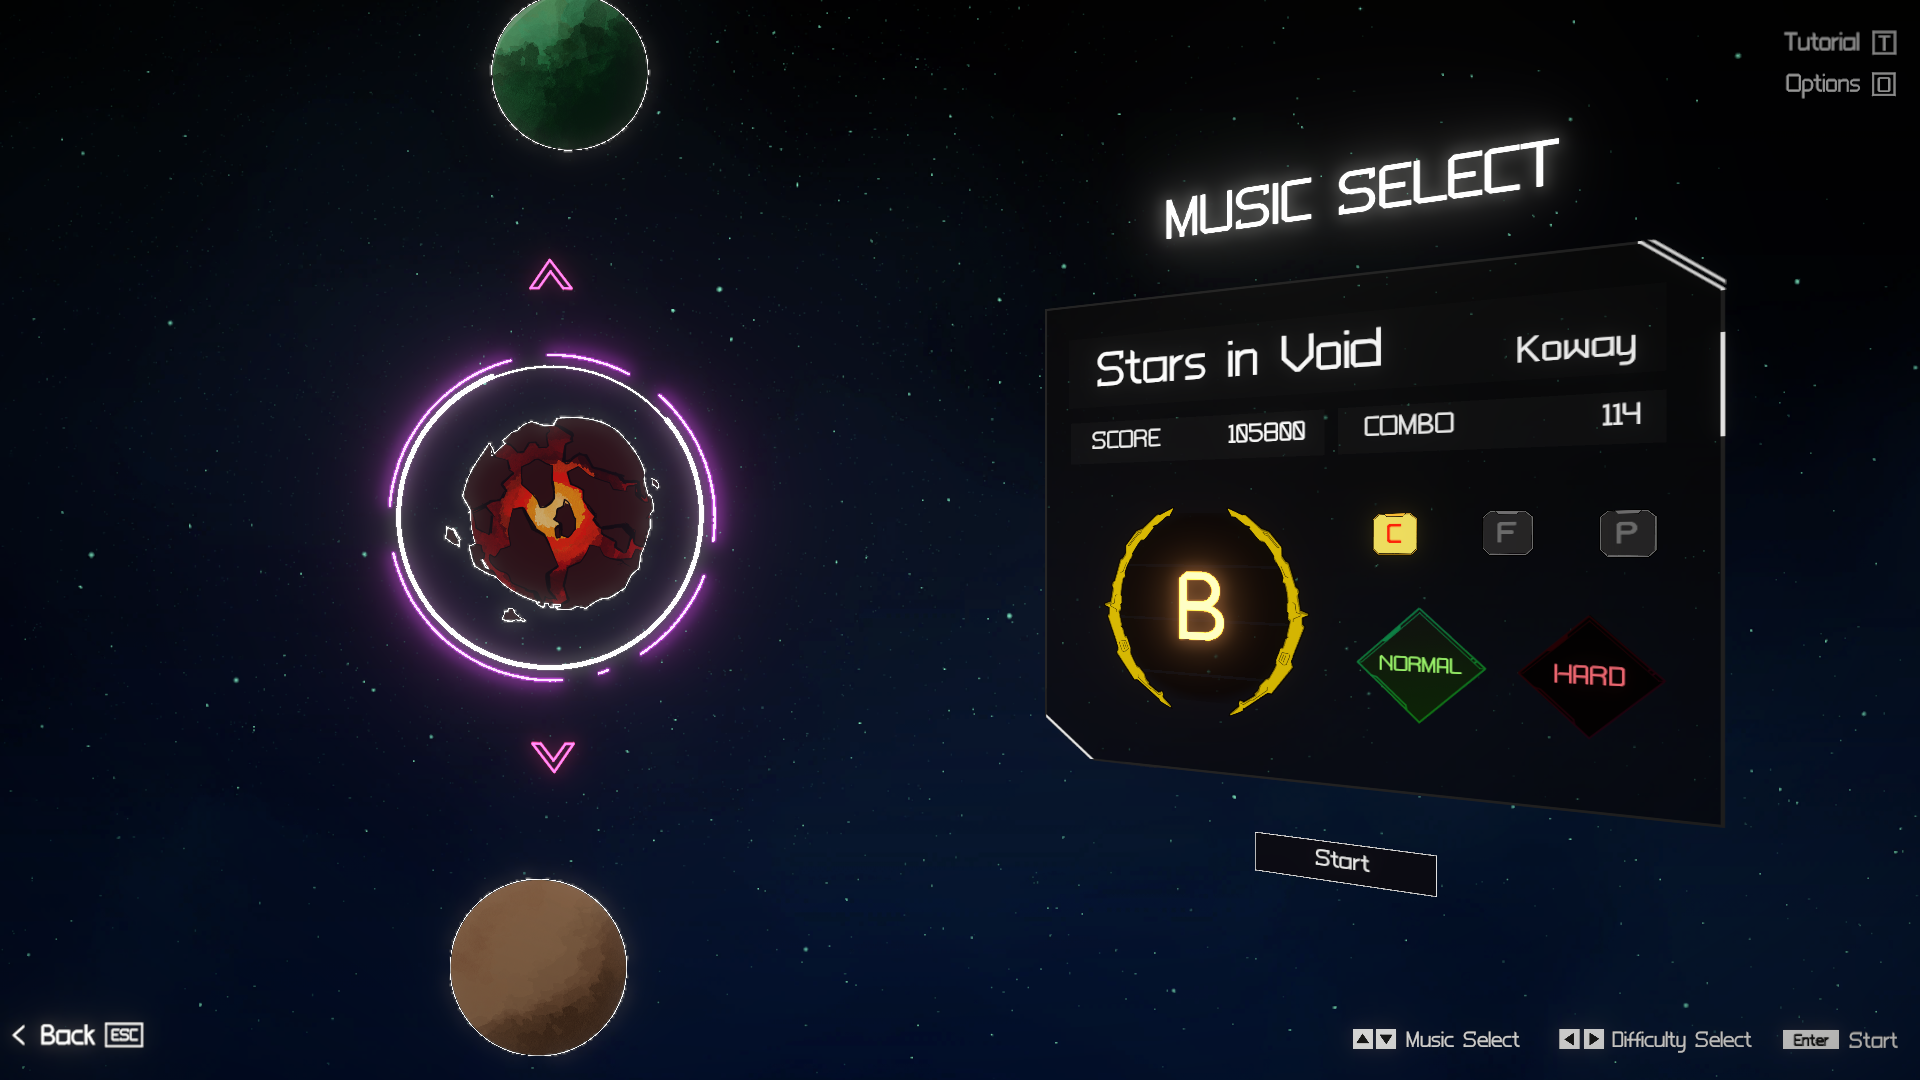 Tutorial T
Options O
MUSIC SELECT
Stars in Void Koway
SCORE 105800 COMBO 114
C F P
B
NORMAL HARD
Start
< Back ESC
Music Select Difficulty Select Enter Start